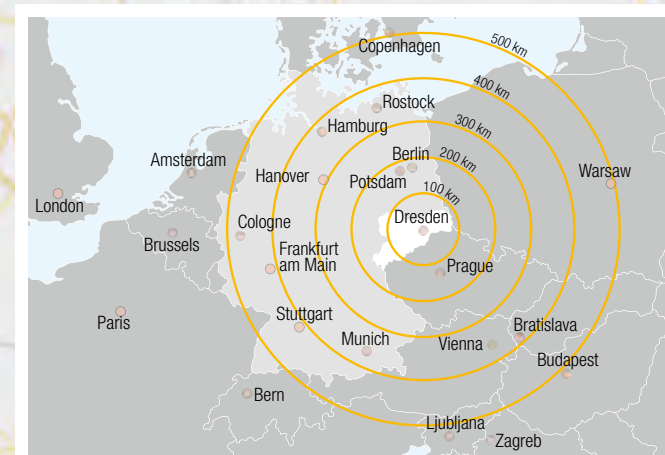 500 km
Copenhagen
400 km
Rostock
300 km
Hamburg
200 km
Amsterdam
Berlin
Hanover
Potsdam
Warsaw
100 km
London
Dresden
Cologne
Brussels
Frankfurt
am Main
Prague
Paris
Stuttgart
Bratislava
Munich
Vienna
Budapest
Bern
Ljubljana
Zagreb